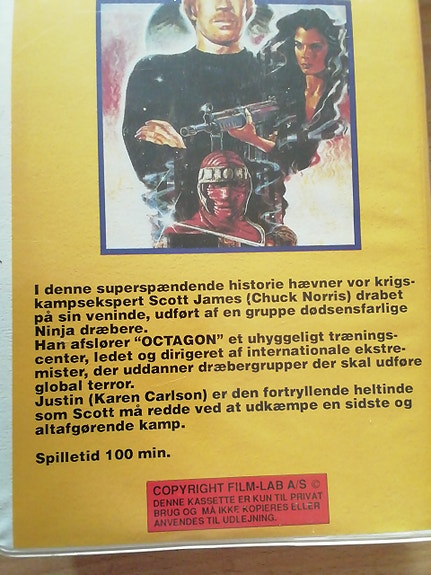 I denne superspændende historie hævner vor krigs-
kampsekspert Scott James (Chuck Norris) drabet
på sin veninde, udført af en gruppe dødsensfarlige
Ninja dræbere.
Han afslører "OCTAGON" et uhyggeligt trænings-
center, ledet og dirigeret af internationale ekstre-
mister, der uddanner dræbergrupper der skal udføre
global terror.
Justin (Karen Carlson) er den fortryllende heltinde
som Scott må redde ved at udkæmpe en sidste og
altafgørende kamp.
Spilletid 100 min.
COPYRIGHT FILM-LAB A/S ©
DENNE KASSETTE ER KUN TIL PRIVAT
BRUG OG MÅ IKKE KOPIERES ELLER
ANVENDES TIL UDLEJNING.